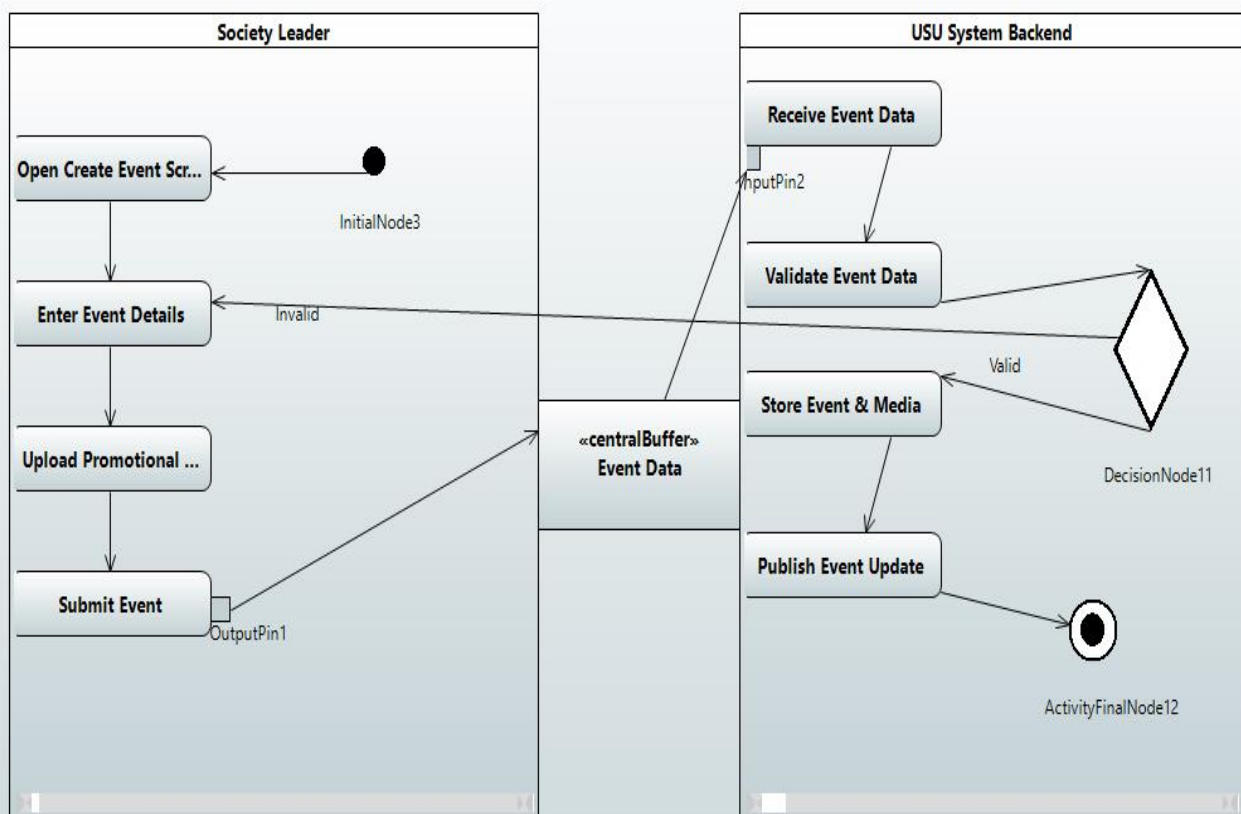 Society Leader
Open Create Event Scr...
InitialNode3
Enter Event Details
Invalid
Upload Promotional ...
Submit Event
OutputPin1
«centralBuffer»
Event Data
USU System Backend
Receive Event Data
nputPin2
Validate Event Data
Valid
Store Event & Media
DecisionNode11
Publish Event Update
ActivityFinalNode12